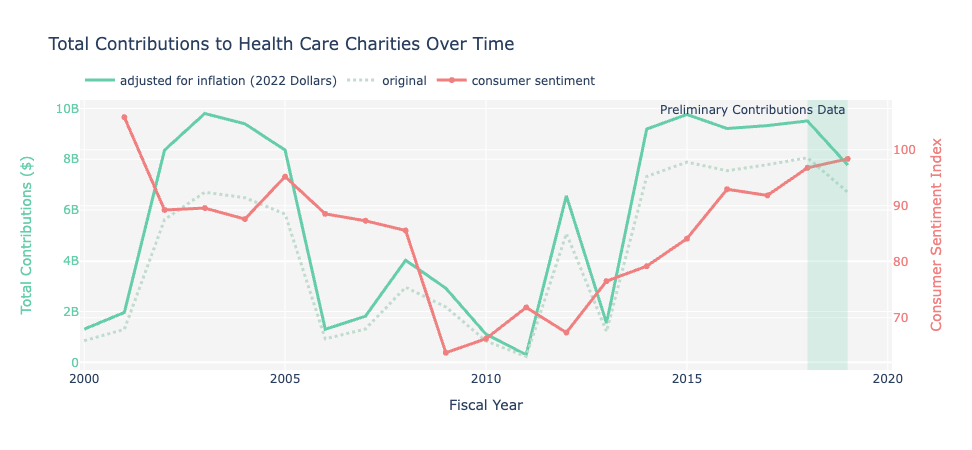 Total Contributions to Health Care Charities Over Time
adjusted for inflation (2022 Dollars) original consumer sentiment
Preliminary Contributions Data
10B
8B
6B
4B
2B
0
Total Contributions ($)
100
90
80
70
Consumer Sentiment Index
2000 2005 2010 2015 2020
Fiscal Year